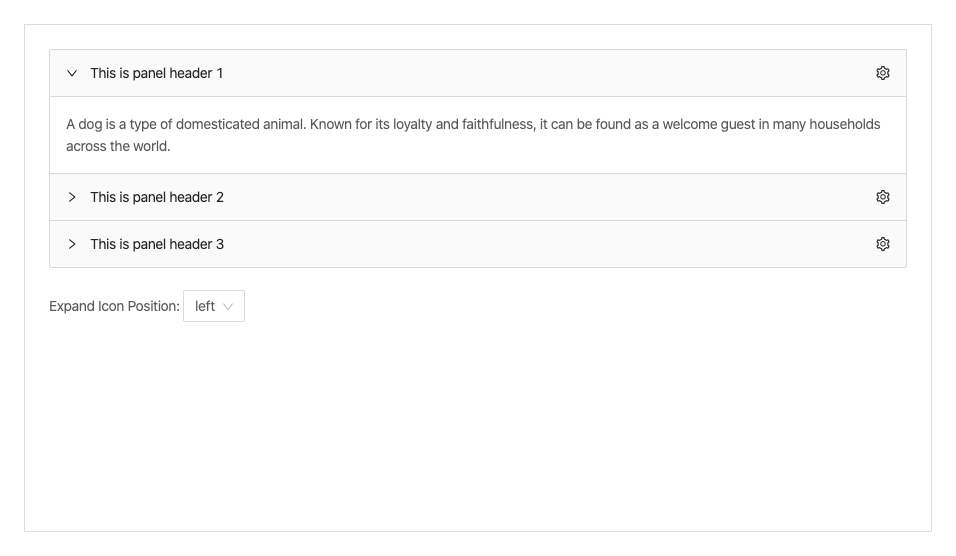 This is panel header 1
A dog is a type of domesticated animal. Known for its loyalty and faithfulness, it can be found as a welcome guest in many households
across the world.
This is panel header 2
This is panel header 3
Expand Icon Position: left